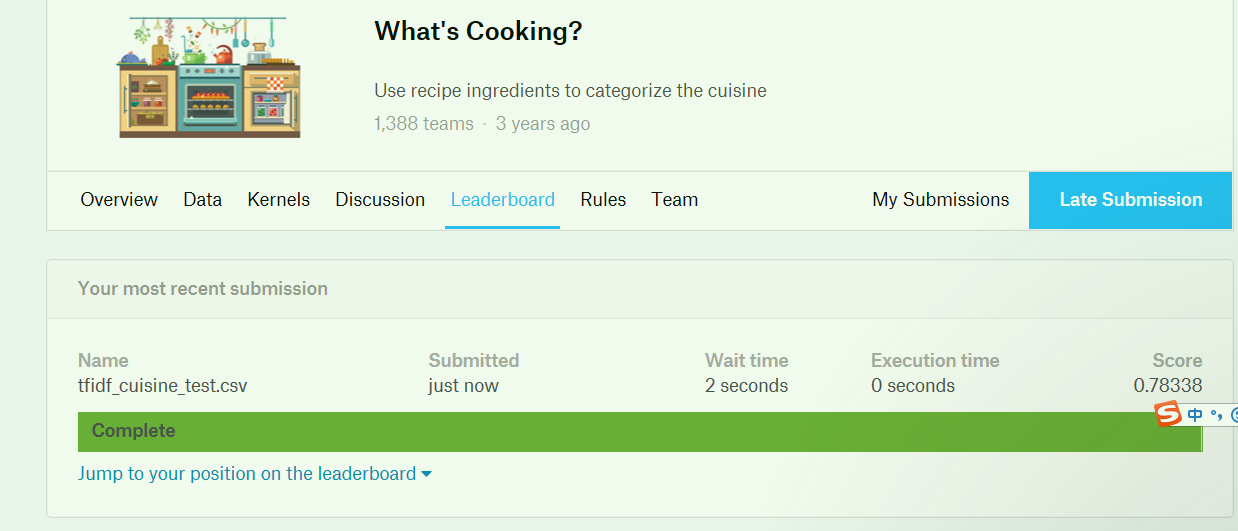 What's Cooking?
Use recipe ingredients to categorize the cuisine
1,388 teams · 3 years ago
Overview Data Kernels Discussion Leaderboard Rules Team My Submissions Late Submission
Your most recent submission
Name Submitted Wait time Execution time Score
tfidf_cuisine_test.csv just now 2 seconds 0 seconds 0.78338
S 中 °,
Complete
Jump to your position on the leaderboard